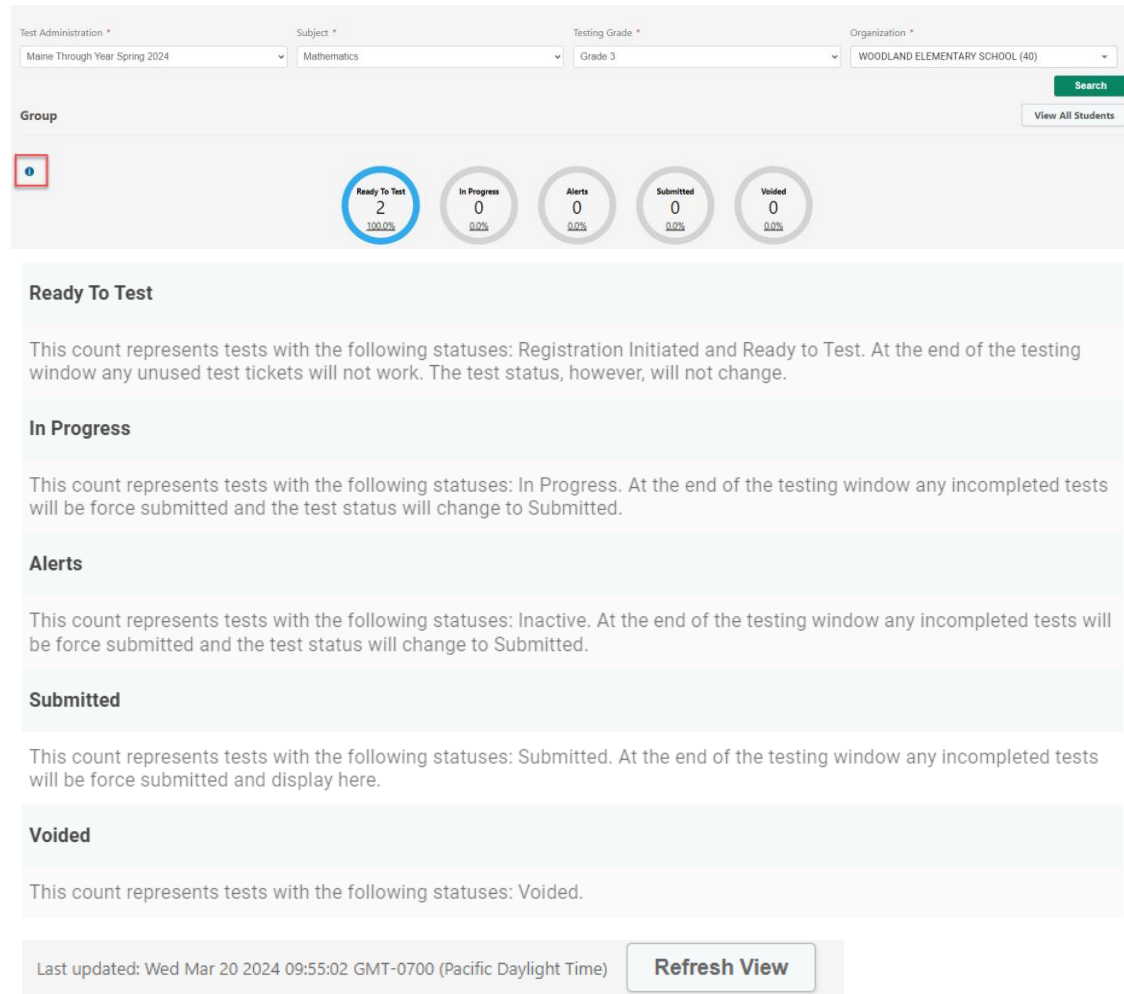 Test Administration * Subject * Testing Grade * Organization *
Maine Through Year Spring 2024 Mathematics Grade 3 WOODLAND ELEMENTARY SCHOOL (40)
Search
Group View All Students
Ready To Test In Progress Alerts Submitted Voided
2 0 0 0 0
100.0% 0.0% 0.0% 0.0% 0.0%
Ready To Test
This count represents tests with the following statuses: Registration Initiated and Ready to Test. At the end of the testing
window any unused test tickets will not work. The test status, however, will not change.
In Progress
This count represents tests with the following statuses: In Progress. At the end of the testing window any incompleted tests
will be force submitted and the test status will change to Submitted.
Alerts
This count represents tests with the following statuses: Inactive. At the end of the testing window any incompleted tests will
be force submitted and the test status will change to Submitted.
Submitted
This count represents tests with the following statuses: Submitted. At the end of the testing window any incompleted tests
will be force submitted and display here.
Voided
This count represents tests with the following statuses: Voided.
Last updated: Wed Mar 20 2024 09:55:02 GMT-0700 (Pacific Daylight Time) Refresh View